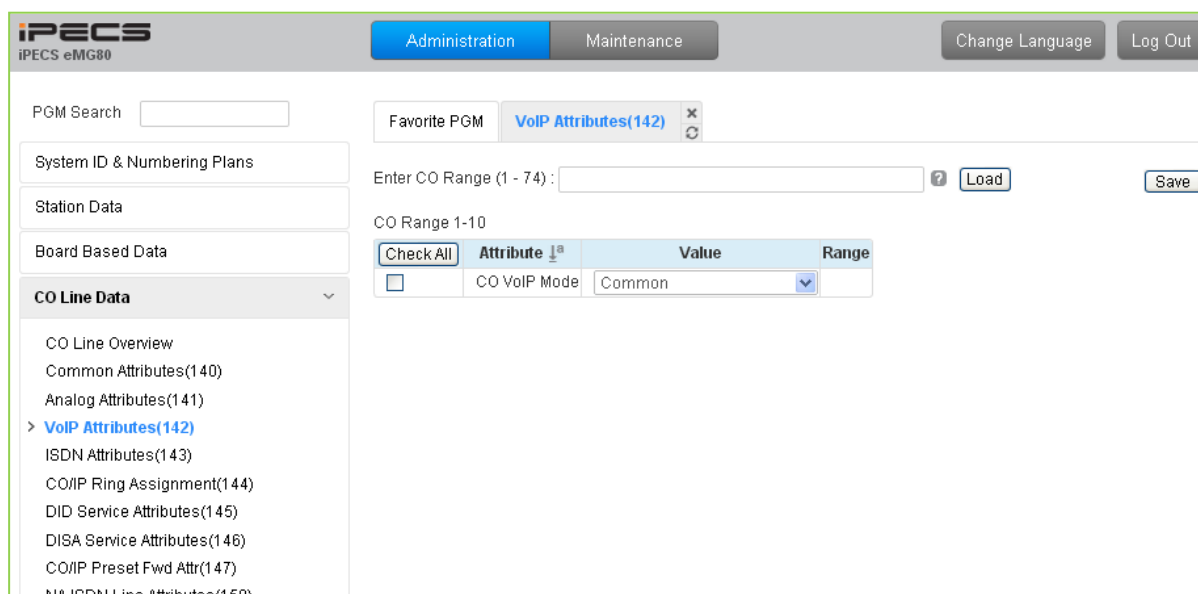 iPECS
iPECS eMG80
Administration
Maintenance
Change Language
Log Out
PGM Search
System ID & Numbering Plans
Station Data
Board Based Data
CO Line Data
CO Line Overview
Common Attributes(140)
Analog Attributes(141)
> VoIP Attributes(142)
ISDN Attributes(143)
CO/IP Ring Assignment(144)
DID Service Attributes(145)
DISA Service Attributes(146)
CO/IP Preset Fwd Attr(147)
Favorite PGM
VoIP Attributes(142)
Enter CO Range (1 - 74) :
Load
Save
CO Range 1-10
Check All Attribute Value Range
CO VoIP Mode Common